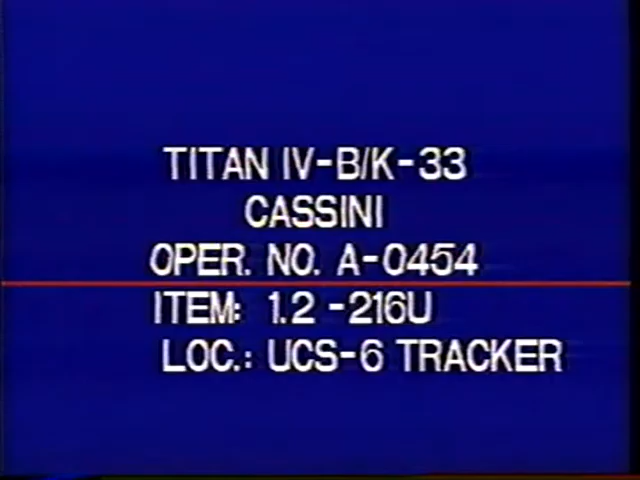 TITAN IV-B/K-33
CASSINI
OPER. NO. A-0454
ITEM: 1.2 -216U
LOC.: UCS-6 TRACKER